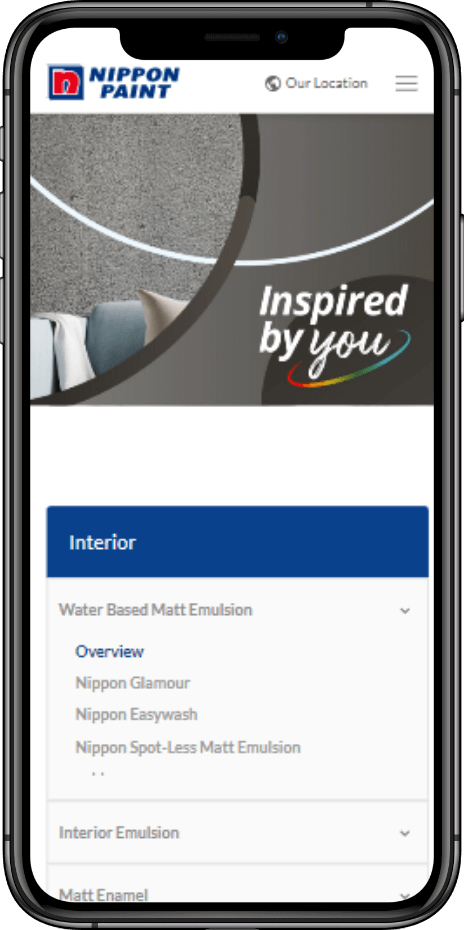 n NIPPON
PAINT
Our Location
Inspired
by you
Interior
Water Based Matt Emulsion
Overview
Nippon Glamour
Nippon Easywash
Nippon Spot-Less Matt Emulsion
Interior Emulsion
Matt Enamel